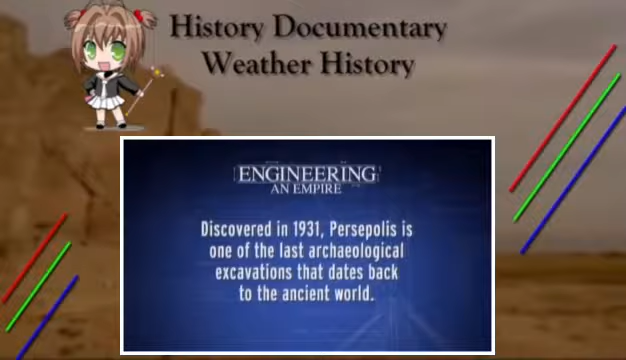 History Documentary
Weather History
ENGINEERING
AN EMPIRE
Discovered in 1931, Persepolis is
one of the last archaeological
excavations that dates back
to the ancient world.